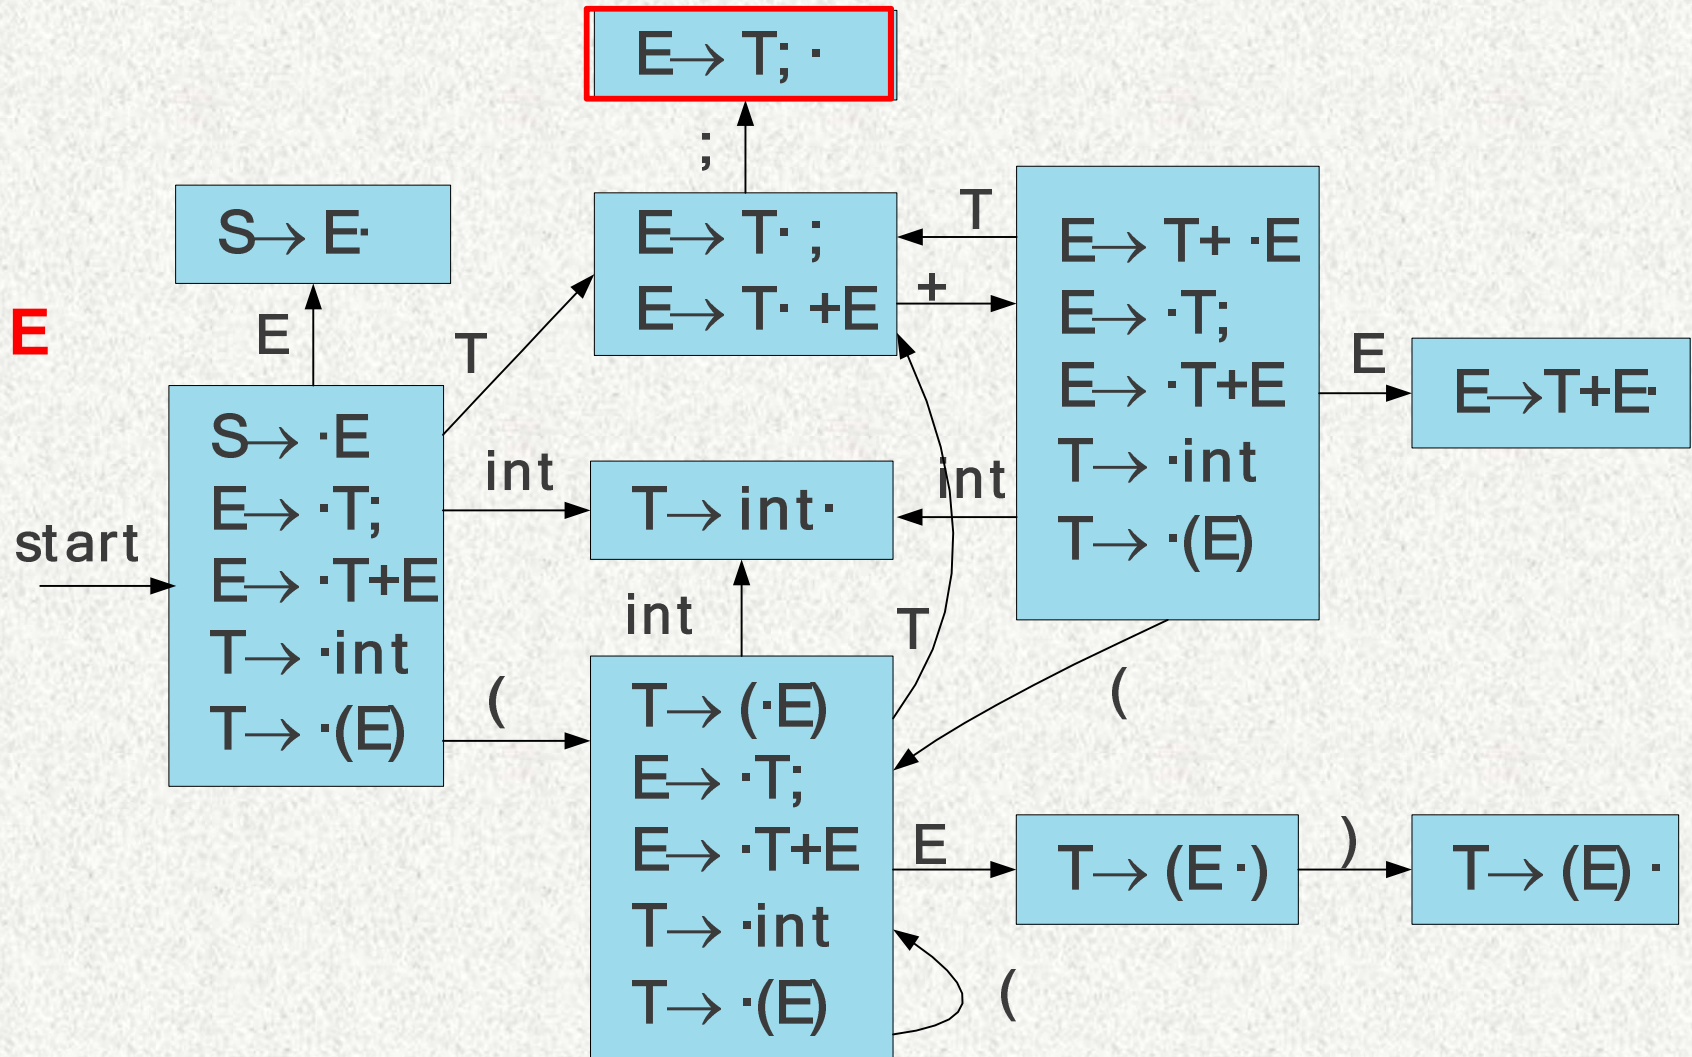 E→ T; ·
;
S→ E·
E→ T· ;
E→ T· +E
T
+
E→ T+ ·E
E→ ·T;
E→ ·T+E
T→ ·int
T→ ·(E)
E
E
T
E
E→T+E·
start
S→ ·E
E→ ·T;
E→ ·T+E
T→ ·int
T→ ·(E)
int
T→ int·
int
int
T
(
(
T→ (·E)
E→ ·T;
E→ ·T+E
T→ ·int
T→ ·(E)
E
T→ (E ·)
)
T→ (E) ·
(